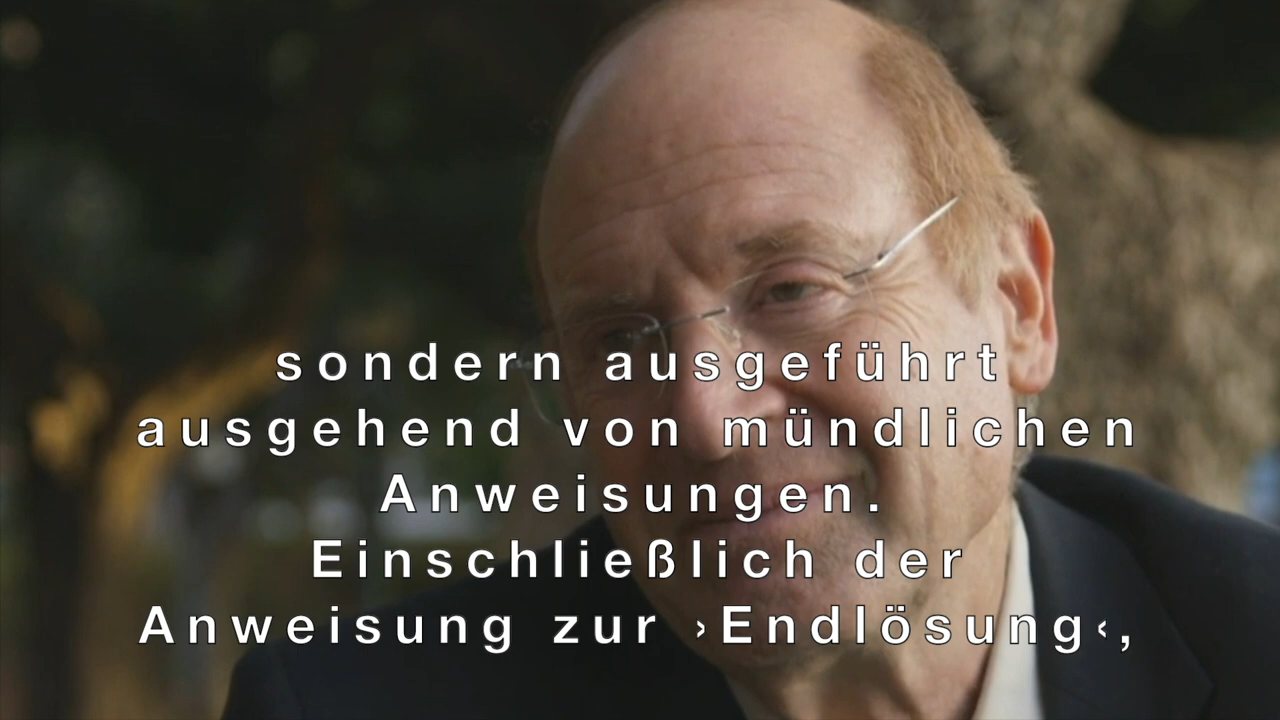 sondern ausgeführt
ausgehend von mündlichen
Anweisungen.
Einschließlich der
Anweisung zur ›Endlösung‹,